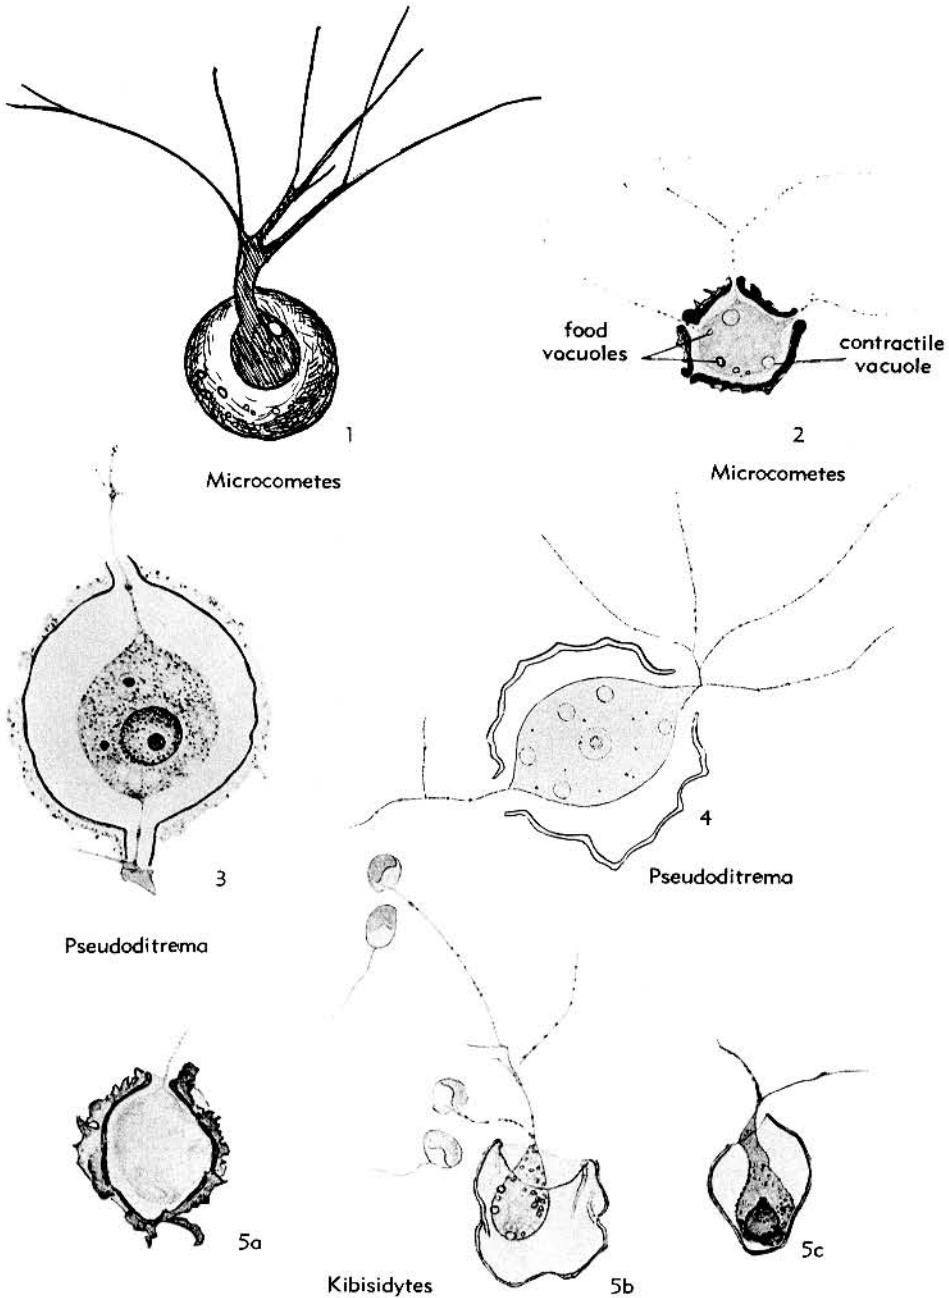 food
vacuoles
contractile
vacuole
1
2
Microcometes
Microcometes
3
4
Pseudoditrema
Pseudoditrema
5a
5b
5c
Kibisidytes